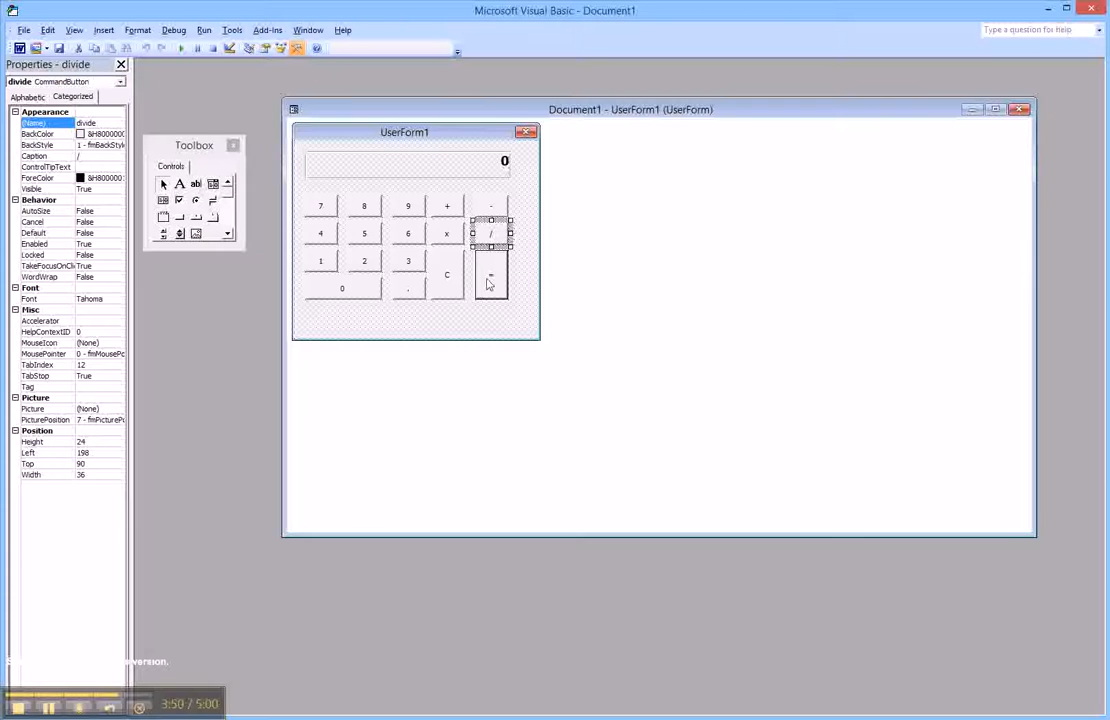 Microsoft Visual Basic - Document1
File Edit View Insert Format Debug Run Tools Add-Ins Window Help
Type a question for help
Properties - divide
divide CommandButton
Alphabetic Categorized
Appearance
(Name) divide
BackColor &H800000
BackStyle 1 - fmBackStyle
Caption /
ControlTipText
ForeColor &H800000
Visible True
Behavior
AutoSize False
Cancel False
Default False
Enabled True
Locked False
TakeFocusOnCli True
WordWrap False
Font
Font Tahoma
Misc
Accelerator
HelpContextID 0
MouseIcon (None)
MousePointer 0 - fmMousePo
TabIndex 12
TabStop True
Tag
Picture
Picture (None)
PicturePosition 7 - fmPicturePo
Position
Height 24
Left 198
Top 90
Width 36
Toolbox
Controls
A ab|
Document1 - UserForm1 (UserForm)
UserForm1
0
7 8 9 + -
4 5 6 x /
1 2 3 C =
0 .
version.
3:50 / 5:00